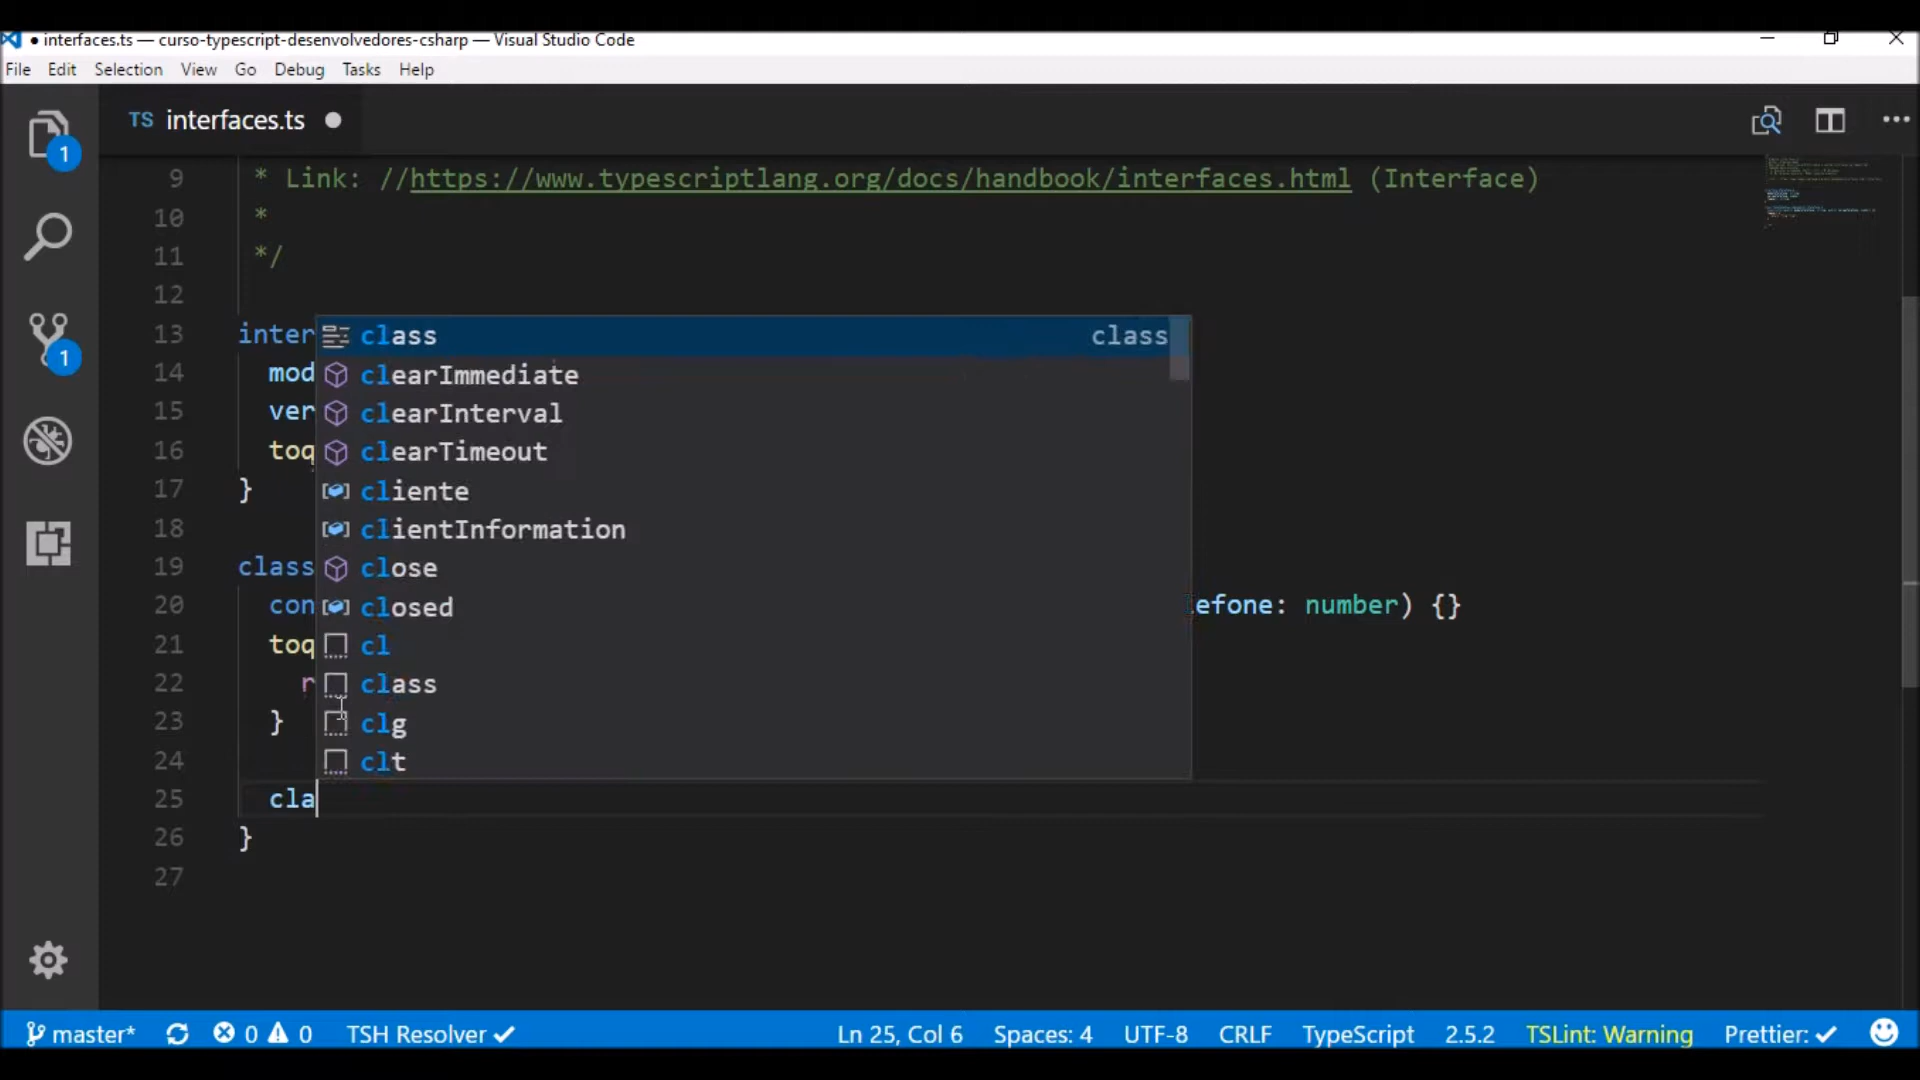 ● interfaces.ts — curso-typescript-desenvolvedores-csharp — Visual Studio Code
File Edit Selection View Go Debug Tasks Help
TS interfaces.ts
1
1
9 * Link: //https://www.typescriptlang.org/docs/handbook/interfaces.html (Interface)
10 *
11 */
12
13 inter
14 mod
15 ver
16 toq
17 }
18
19 class
20 con efone: number) {}
21 toq
22 r
23 }
24
25 cla
26 }
27
class class
clearImmediate
clearInterval
clearTimeout
cliente
clientInformation
close
closed
cl
class
clg
clt
master* 0 0 TSH Resolver ✓ Ln 25, Col 6 Spaces: 4 UTF-8 CRLF TypeScript 2.5.2 TSLint: Warning Prettier: ✓